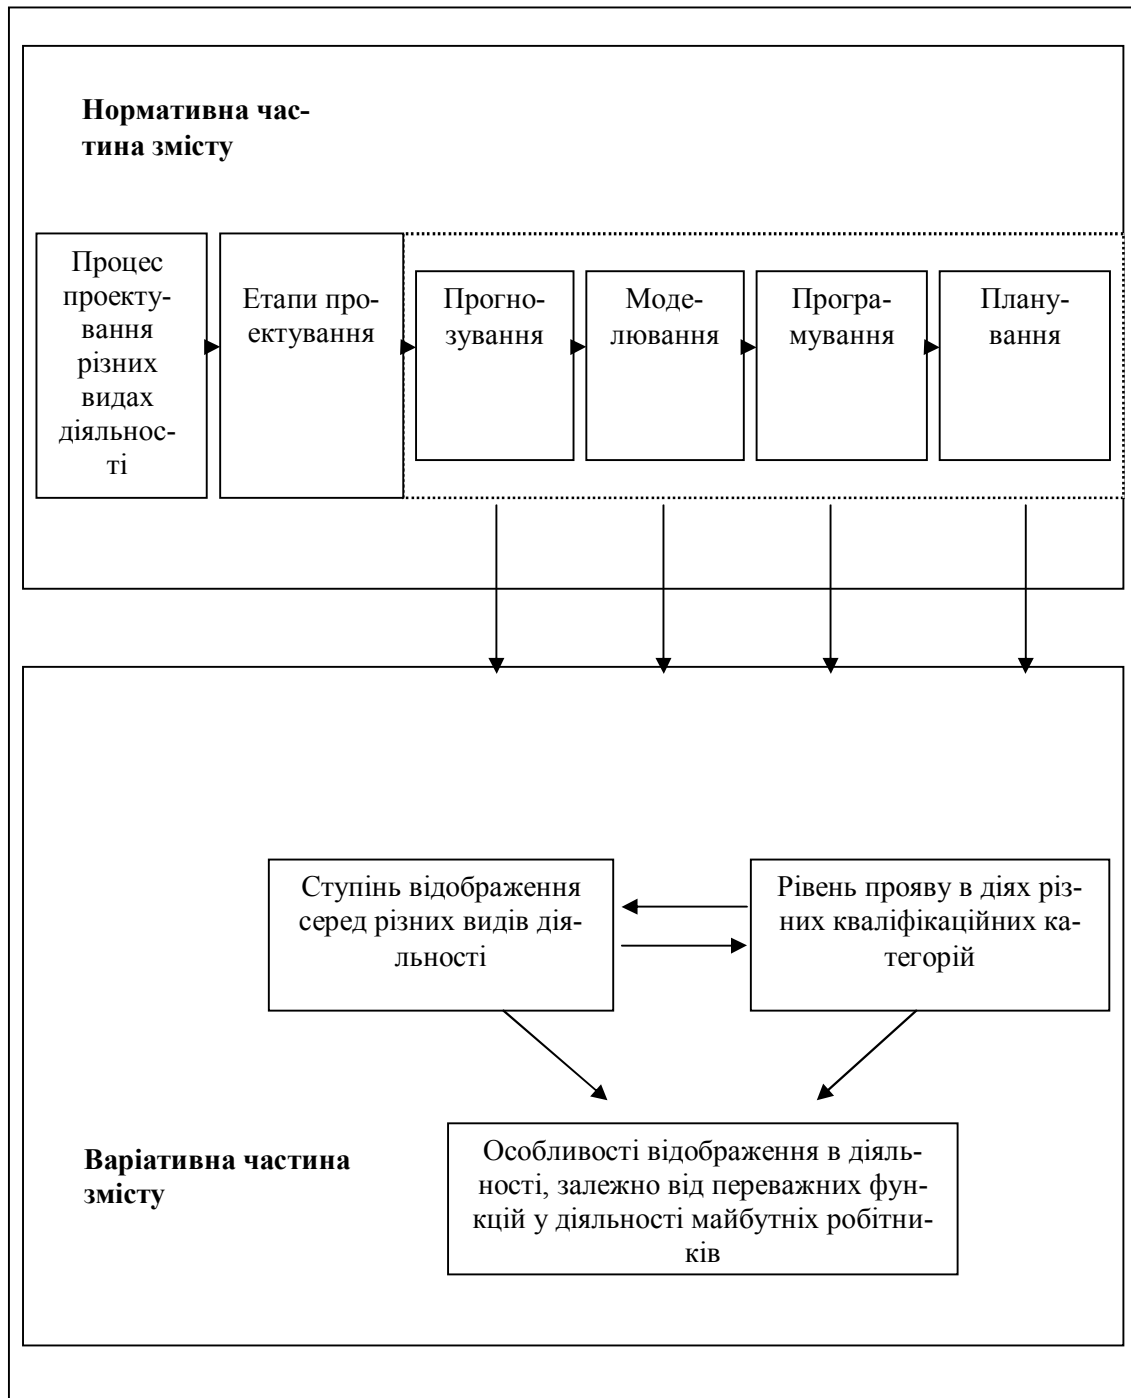 Нормативна час-
тина змісту
Процес
проекту-
вання
різних
видах
діяльнос-
ті
Етапи про-
ектування
Прогно-
зування
Моде-
лювання
Програ-
мування
Плану-
вання
Ступінь відображення
серед різних видів дія-
льності
Рівень прояву в діях різ-
них кваліфікаційних ка-
тегорій
Варіативна частина
змісту
Особливості відображення в діяль-
ності, залежно від переважних фун-
кцій у діяльності майбутніх робітни-
ків